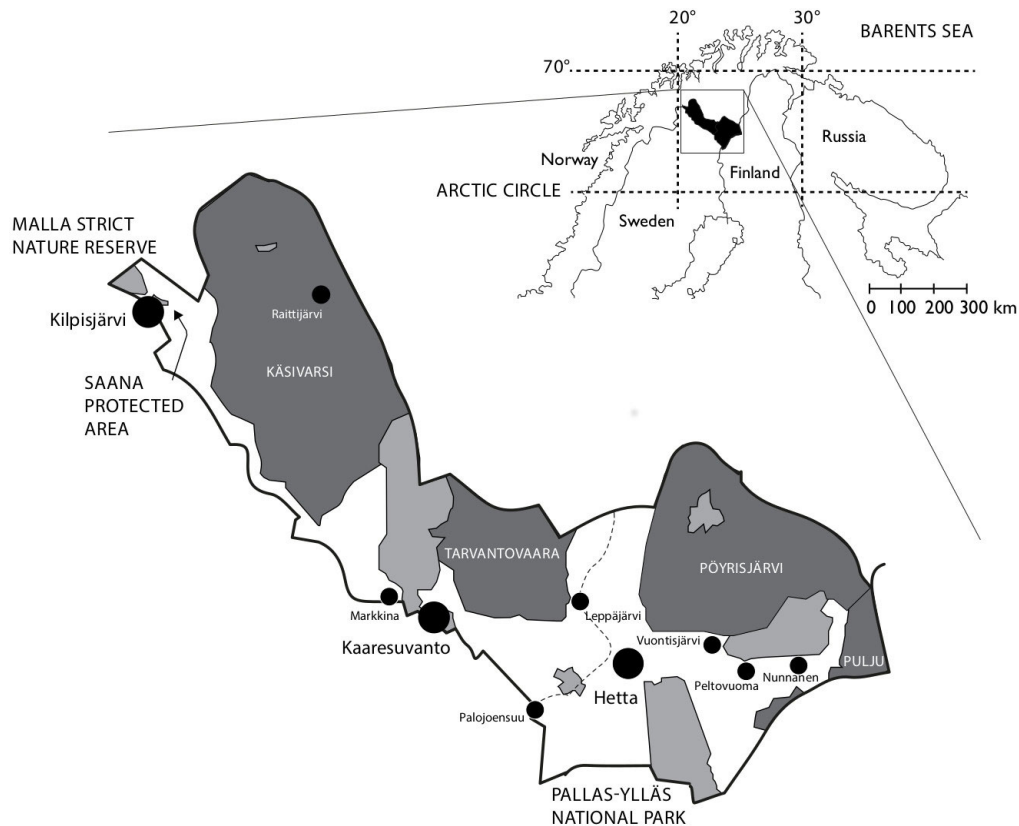 20°
30°
BARENTS SEA
70°
Norway
Russia
Finland
ARCTIC CIRCLE
Sweden
0 100 200 300 km
MALLA STRICT
NATURE RESERVE
Kilpisjärvi
Raittijärvi
KÄSIVARSI
SAANA
PROTECTED
AREA
TARVANTOVAARA
PÖYRISJÄRVI
Markkina
Leppäjärvi
Kaaresuvanto
Vuontisjärvi
PULJU
Hetta
Peltovuoma
Nunnanen
Palojoensuu
PALLAS-YLLÄS
NATIONAL PARK